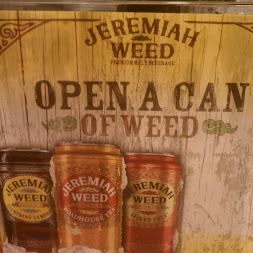 JEREMIAH
WEED
PREMIUM MALT BEVERAGE
OPEN A CAN
OF WEED
JEREMIAH
WEED
JEREMIAH
WEED
ROADHOUSE TEA
JEREMIAH
WEED